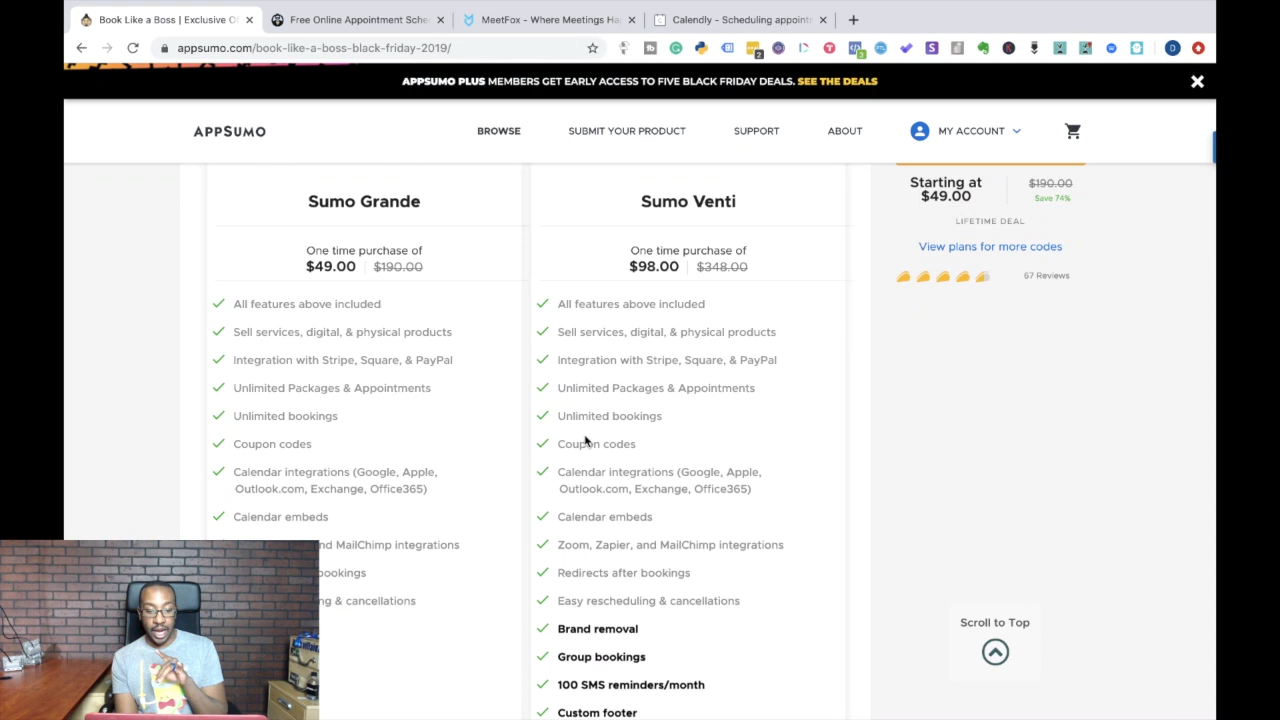 Book Like a Boss | Exclusive O
Free Online Appointment Sche
MeetFox - Where Meetings Ha
Calendly - Scheduling appoint
appsumo.com/book-like-a-boss-black-friday-2019/
APPSUMO PLUS MEMBERS GET EARLY ACCESS TO FIVE BLACK FRIDAY DEALS. SEE THE DEALS
APPSUMO
BROWSE
SUBMIT YOUR PRODUCT
SUPPORT
ABOUT
MY ACCOUNT
Sumo Grande
One time purchase of
$49.00 | $190.00
All features above included
Sell services, digital, & physical products
Integration with Stripe, Square, & PayPal
Unlimited Packages & Appointments
Unlimited bookings
Coupon codes
Calendar integrations (Google, Apple,
Outlook.com, Exchange, Office365)
Calendar embeds
nd MailChimp integrations
bookings
ng & cancellations
Sumo Venti
One time purchase of
$98.00 | $348.00
All features above included
Sell services, digital, & physical products
Integration with Stripe, Square, & PayPal
Unlimited Packages & Appointments
Unlimited bookings
Coupon codes
Calendar integrations (Google, Apple,
Outlook.com, Exchange, Office365)
Calendar embeds
Zoom, Zapier, and MailChimp integrations
Redirects after bookings
Easy rescheduling & cancellations
Brand removal
Group bookings
100 SMS reminders/month
Custom footer
Starting at
$49.00
$190.00
Save 74%
LIFETIME DEAL
View plans for more codes
67 Reviews
Scroll to Top